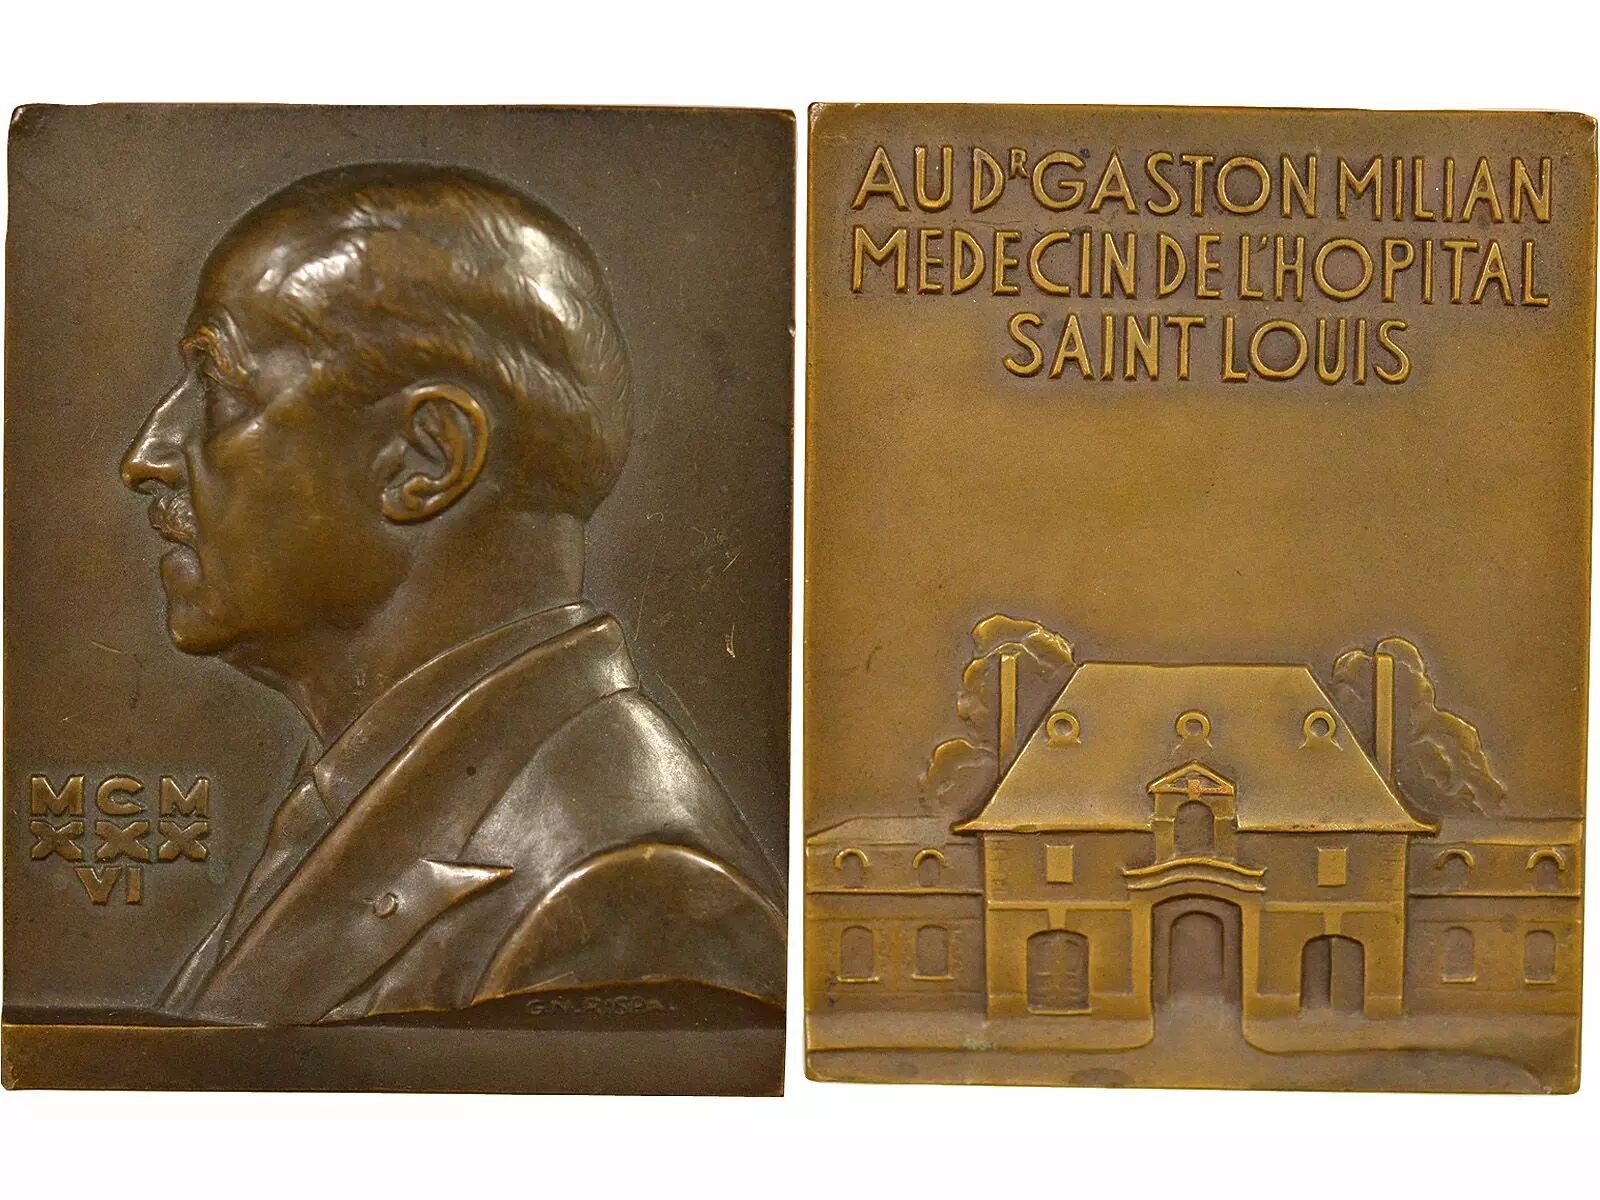 MCM
XXX
VI
AU DR GASTON MILIAN
MEDECIN DE L'HOPITAL
SAINT LOUIS